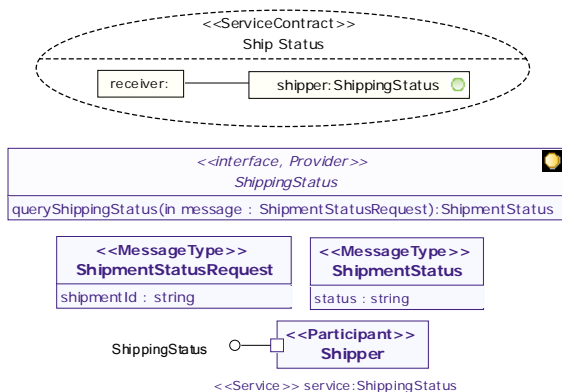 <<ServiceContract>>
Ship Status
receiver:
shipper:ShippingStatus
<<interface, Provider>>
ShippingStatus
queryShippingStatus(in message : ShipmentStatusRequest):ShipmentStatus
<<MessageType>>
ShipmentStatusRequest
shipmentId : string
<<MessageType>>
ShipmentStatus
status : string
ShippingStatus
<<Participant>>
Shipper
<<Service>> service:ShippingStatus